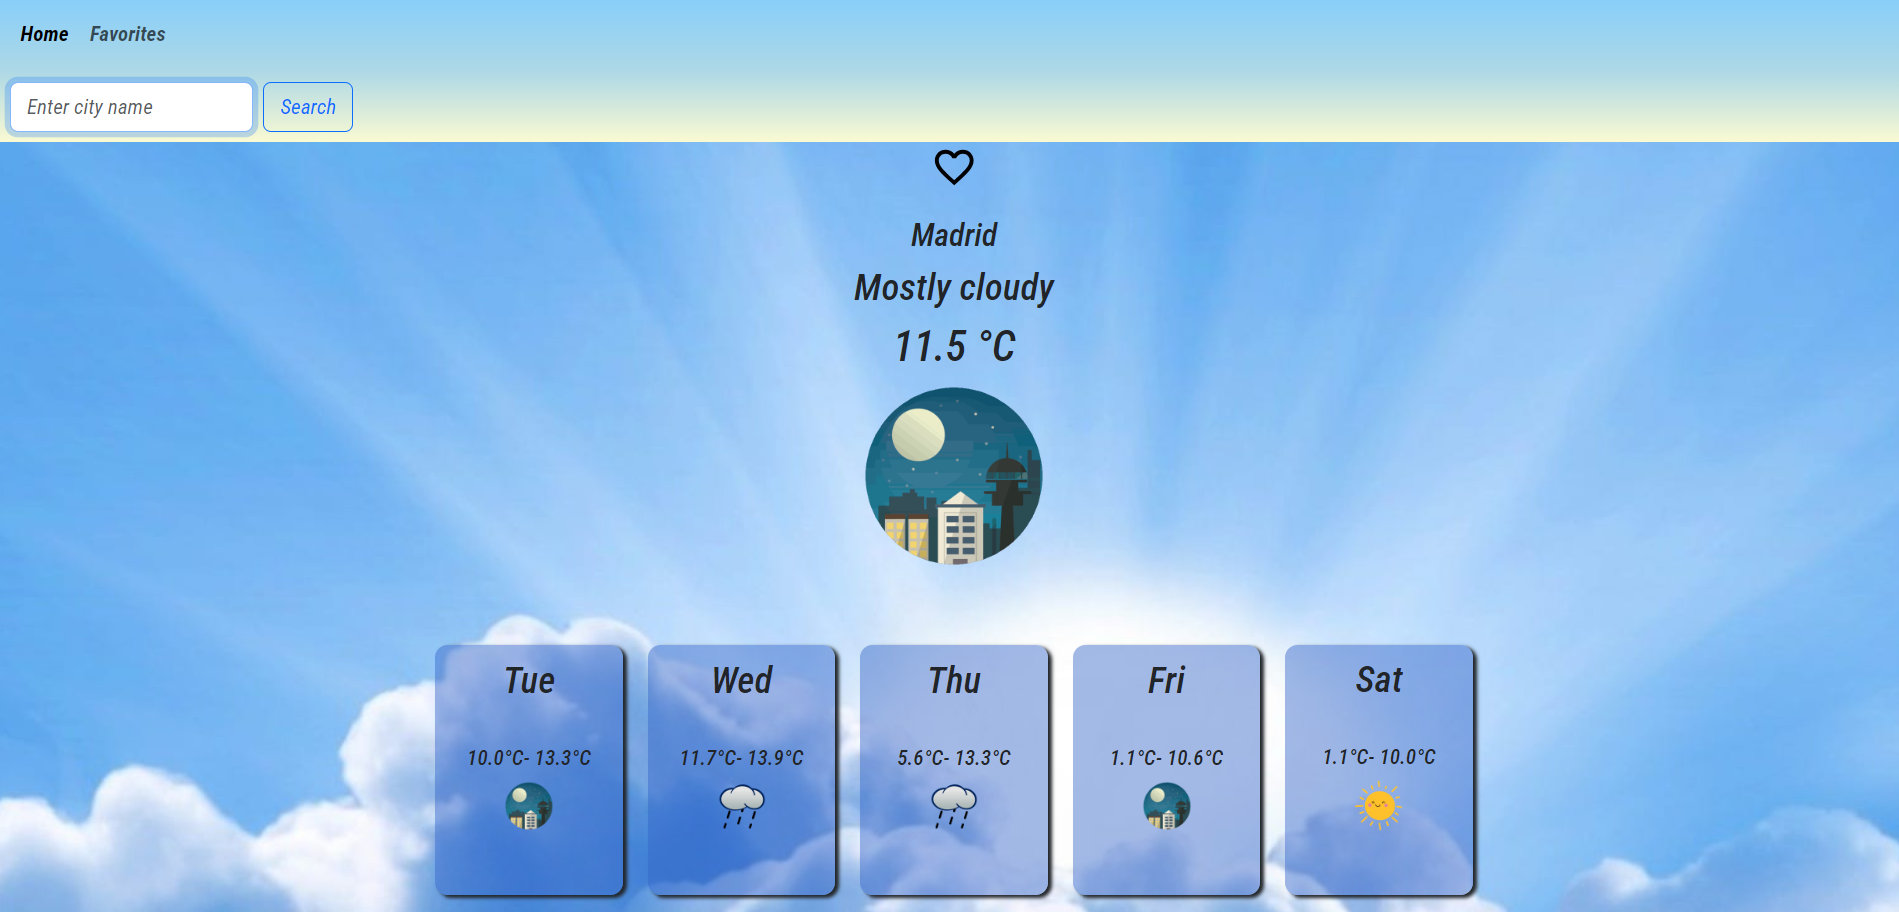 Home Favorites
Enter city name Search
Madrid
Mostly cloudy
11.5 °C
Tue
10.0°C- 13.3°C
Wed
11.7°C- 13.9°C
Thu
5.6°C- 13.3°C
Fri
1.1°C- 10.6°C
Sat
1.1°C- 10.0°C